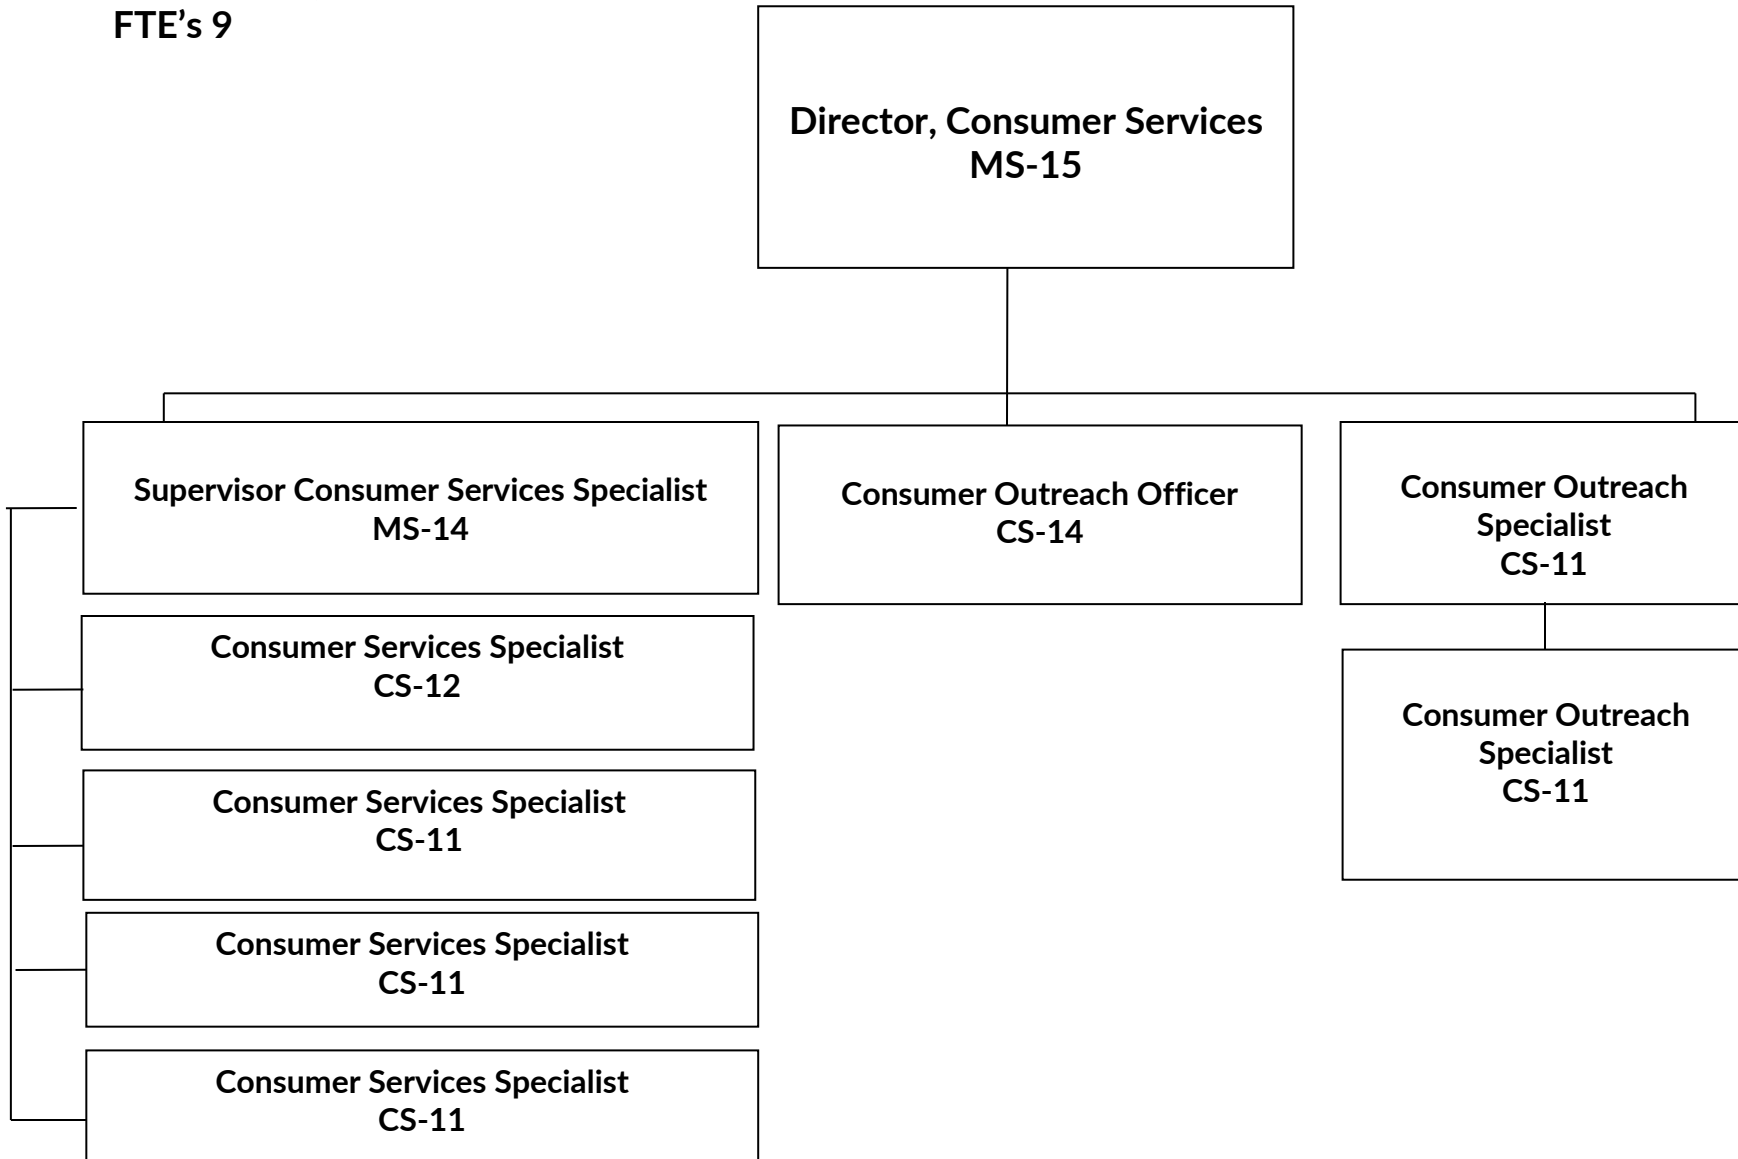 FTE’s 9
Director, Consumer Services
MS-15
Supervisor Consumer Services Specialist
MS-14
Consumer Outreach Officer
CS-14
Consumer Outreach
Specialist
CS-11
Consumer Services Specialist
CS-12
Consumer Outreach
Specialist
CS-11
Consumer Services Specialist
CS-11
Consumer Services Specialist
CS-11
Consumer Services Specialist
CS-11